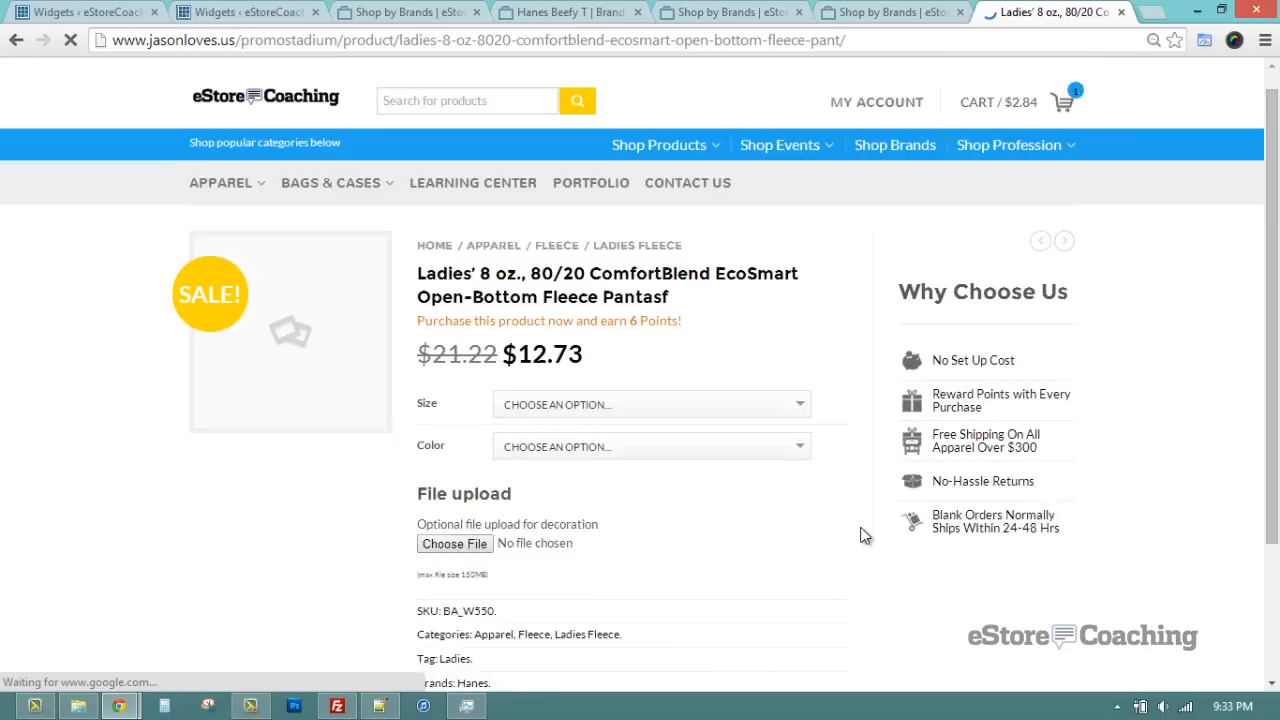 Widgets ‹ eStoreCoach
Widgets ‹ eStoreCoach
Shop by Brands | eSto
Hanes Beefy T | Brand
Shop by Brands | eSto
Shop by Brands | eSto
Ladies' 8 oz., 80/20 Co
www.jasonloves.us/promostadium/product/ladies-8-oz-8020-comfortblend-ecosmart-open-bottom-fleece-pant/
eStore Coaching
Search for products
MY ACCOUNT
CART / $2.84
1
Shop popular categories below
Shop Products
Shop Events
Shop Brands
Shop Profession
APPAREL
BAGS & CASES
LEARNING CENTER
PORTFOLIO
CONTACT US
SALE!
HOME / APPAREL / FLEECE / LADIES FLEECE
Ladies' 8 oz., 80/20 ComfortBlend EcoSmart
Open-Bottom Fleece Pantasf
Purchase this product now and earn 6 Points!
$21.22 $12.73
Size
CHOOSE AN OPTION...
Color
CHOOSE AN OPTION...
File upload
Optional file upload for decoration
Choose File No file chosen
(max file size 150MB)
SKU: BA_W550.
Categories: Apparel, Fleece, Ladies Fleece.
Tag: Ladies.
Brands: Hanes.
Why Choose Us
No Set Up Cost
Reward Points with Every
Purchase
Free Shipping On All
Apparel Over $300
No-Hassle Returns
Blank Orders Normally
Ships WIthin 24-48 Hrs
eStore Coaching
Waiting for www.google.com...
9:33 PM